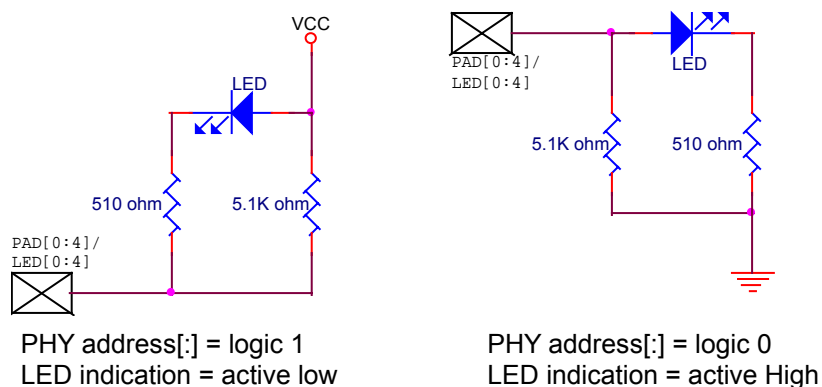 VCC
LED
510 ohm
5.1K ohm
PAD[0:4]/
LED[0:4]
PHY address[:] = logic 1
LED indication = active low
PAD[0:4]/
LED[0:4]
LED
5.1K ohm
510 ohm
PHY address[:] = logic 0
LED indication = active High